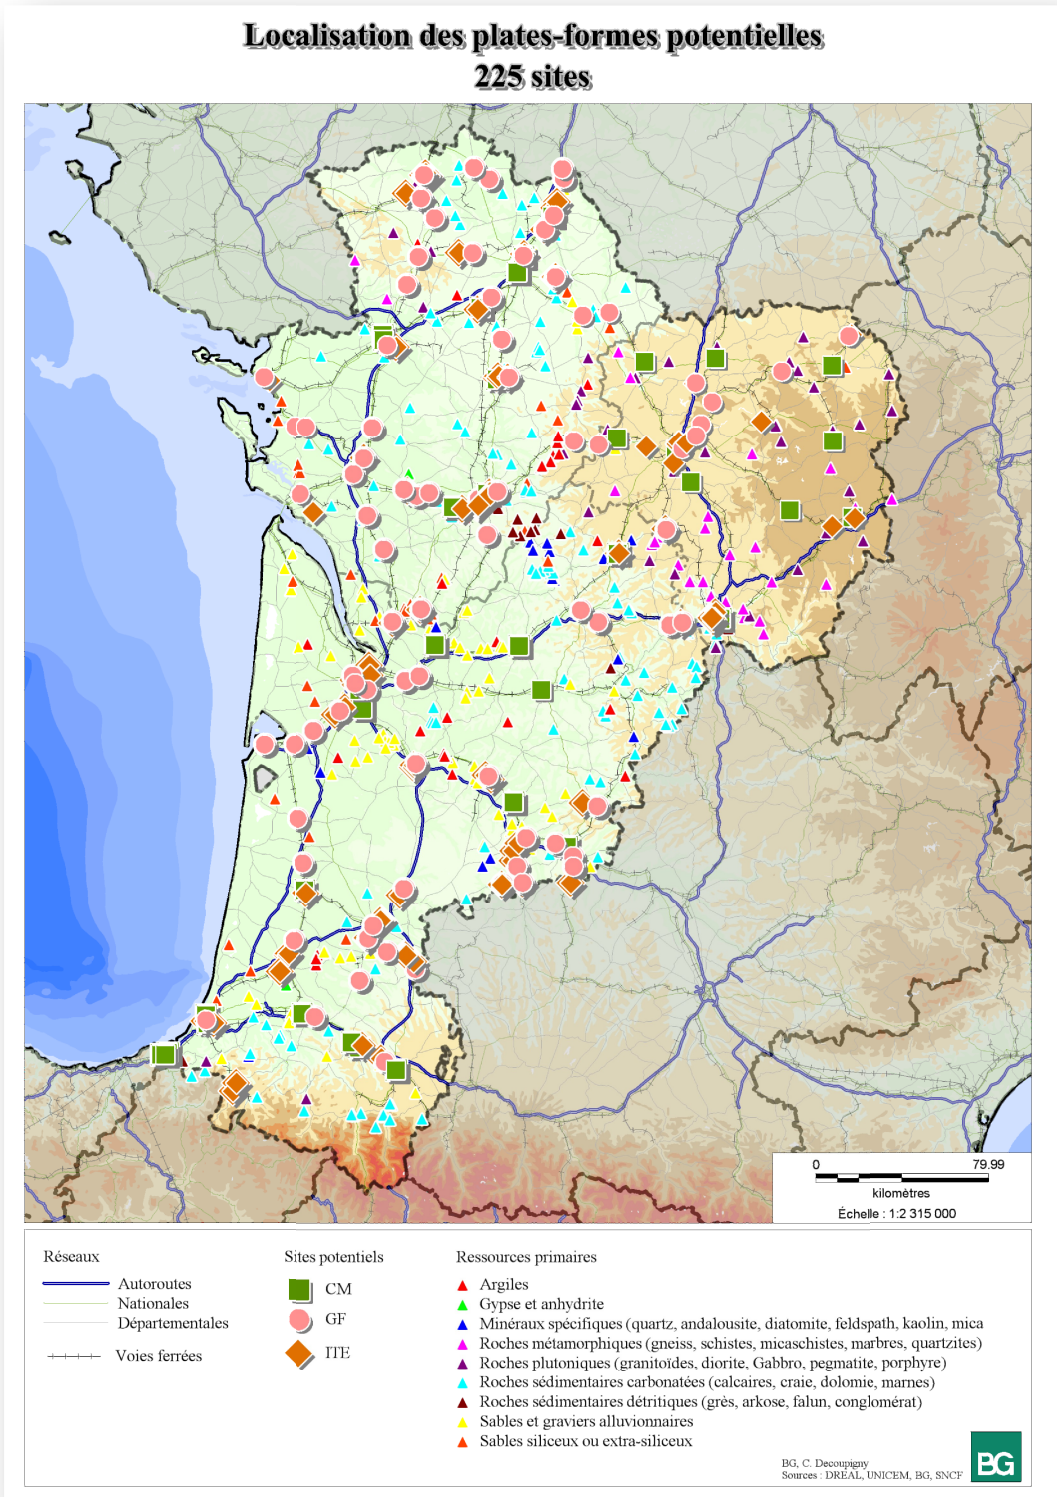 Localisation des plates-formes potentielles
225 sites
0 79.99
kilomètres
Échelle : 1:2 315 000
Réseaux
Autoroutes
Nationales
Départementales
Voies ferrées
Sites potentiels
CM
GF
ITE
Ressources primaires
Argiles
Gypse et anhydrite
Minéraux spécifiques (quartz, andalousite, diatomite, feldspath, kaolin, mica
Roches métamorphiques (gneiss, schistes, micaschistes, marbres, quartzites)
Roches plutoniques (granitoïdes, diorite, Gabbro, pegmatite, porphyre)
Roches sédimentaires carbonatées (calcaires, craie, dolomie, marnes)
Roches sédimentaires détritiques (grès, arkose, falun, conglomérat)
Sables et graviers alluvionnaires
Sables siliceux ou extra-siliceux
BG, C. Decoupigny
Sources : DREAL, UNICEM, BG, SNCF
BG